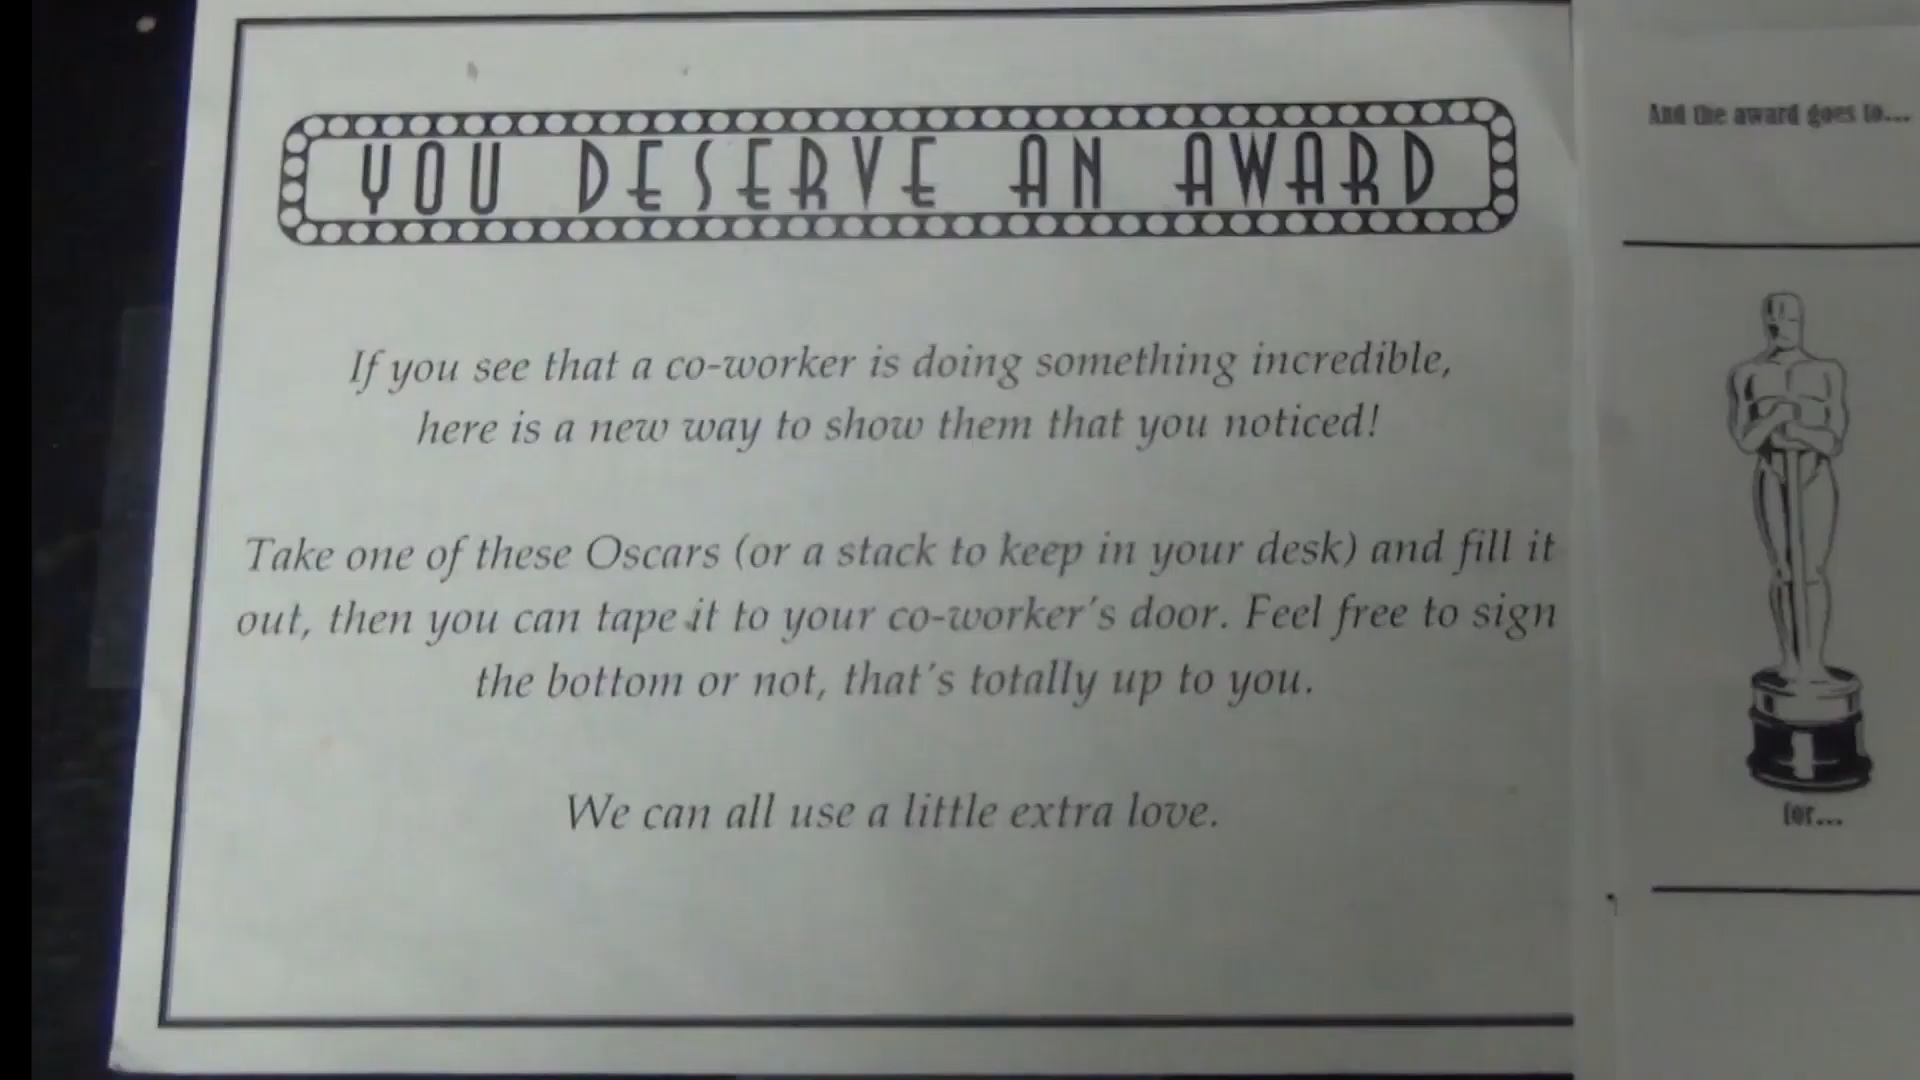 YOU DESERVE AN AWARD
If you see that a co-worker is doing something incredible,
here is a new way to show them that you noticed!
Take one of these Oscars (or a stack to keep in your desk) and fill it
out, then you can tape it to your co-worker's door. Feel free to sign
the bottom or not, that's totally up to you.
We can all use a little extra love.
And the award goes to...
for...